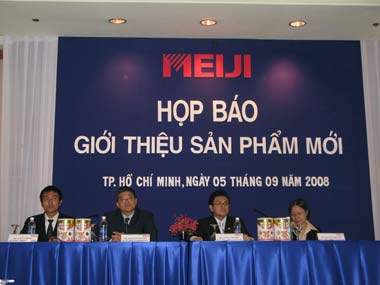 MEIJI
HỌP BÁO
GIỚI THIỆU SẢN PHẨM MỚI
TP. HỒ CHÍ MINH, NGÀY 05 THÁNG 09 NĂM 2008